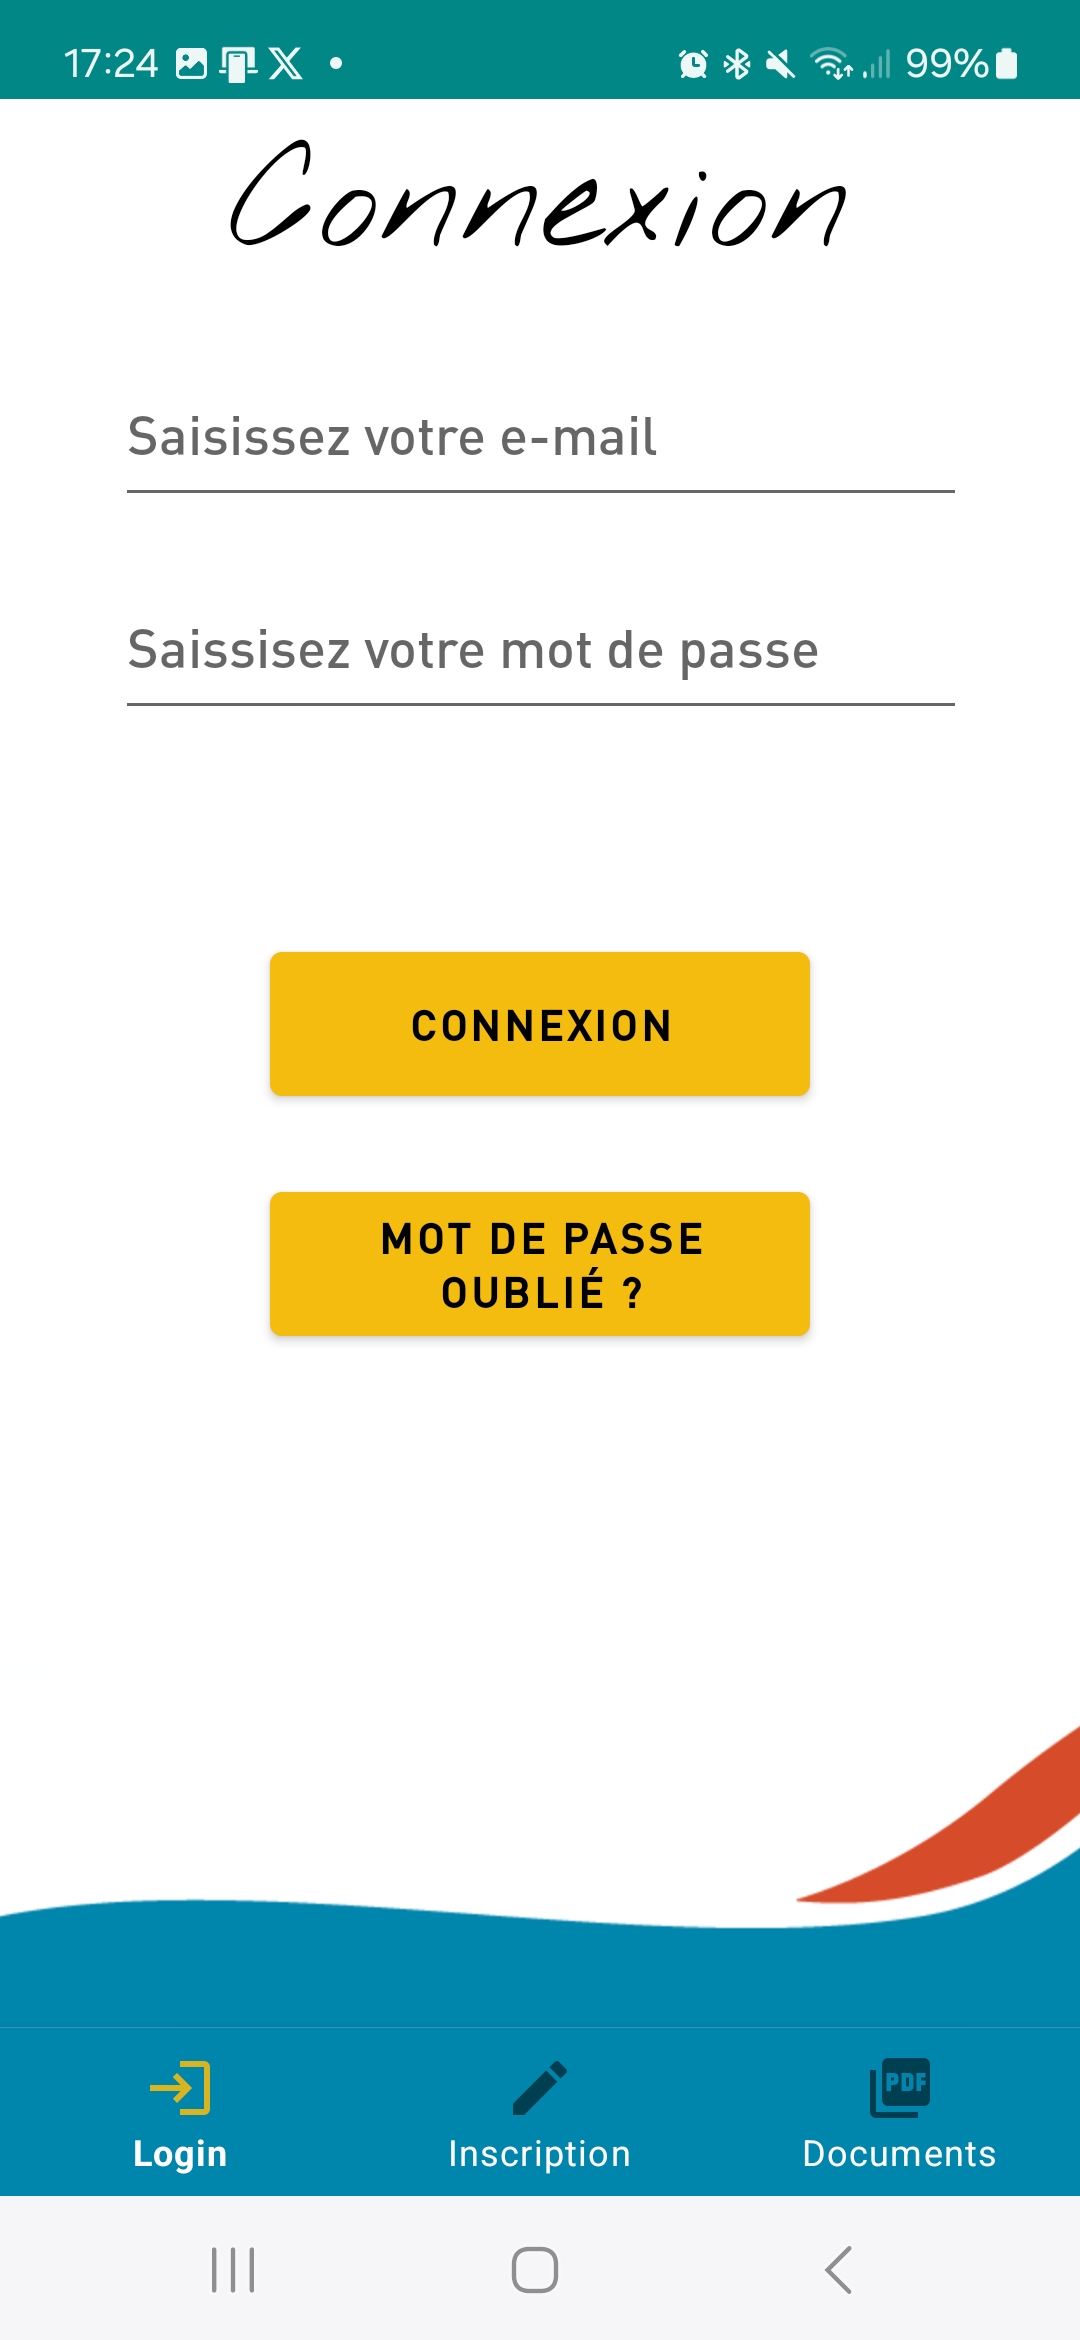 17:24 99%
Connexion
Saisissez votre e-mail
Saissisez votre mot de passe
CONNEXION
MOT DE PASSE
OUBLIÉ ?
PDF
Login Inscription Documents